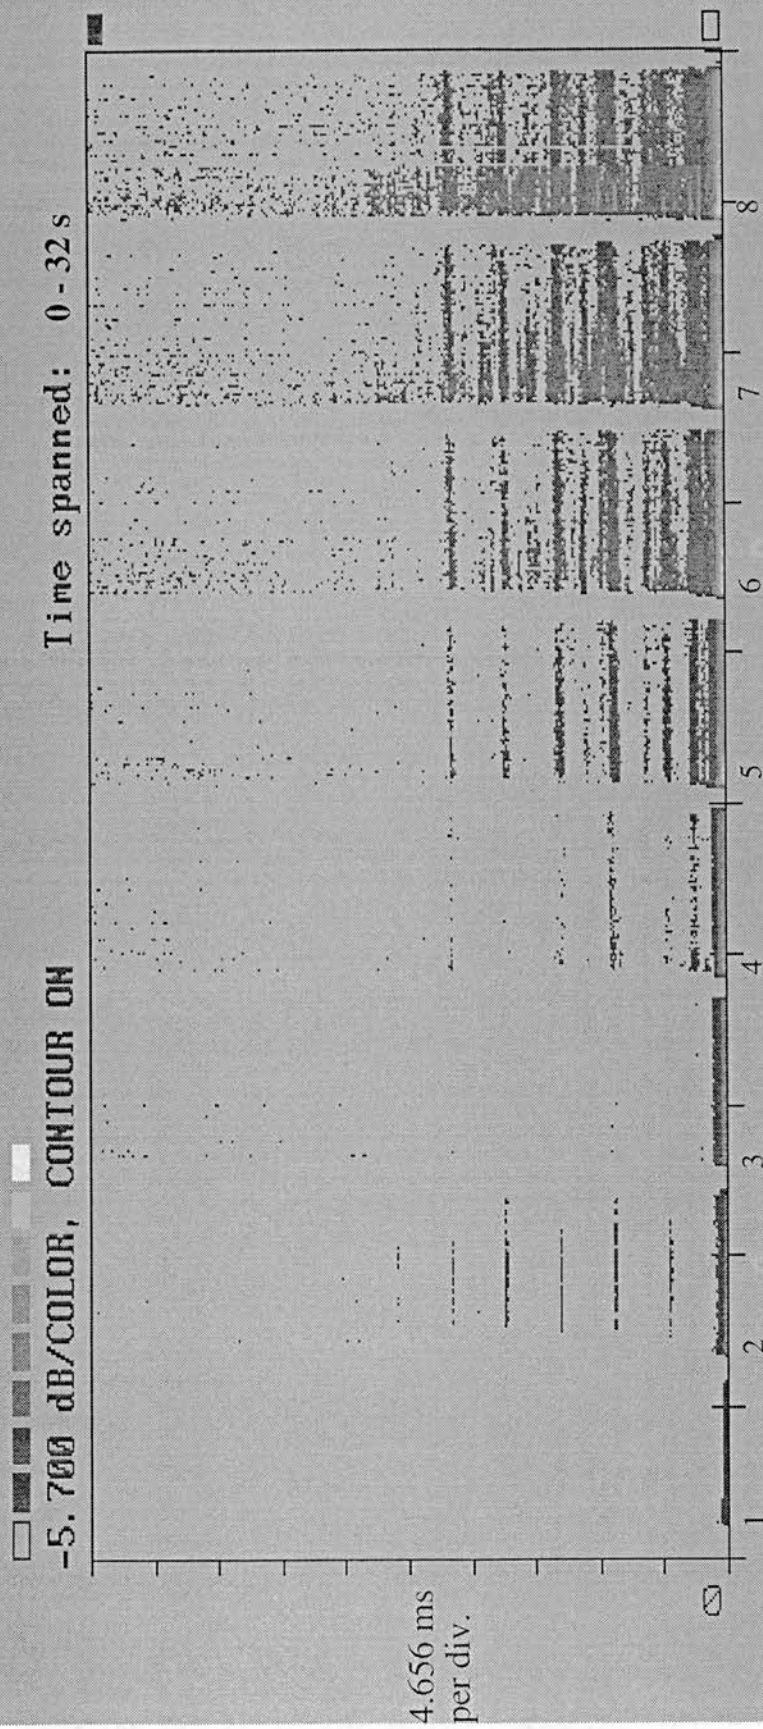 -5.700 dB/COLOR, CONTOUR ON Time spanned: 0 - 32 s
4.656 ms
per div.
0
1 2 3 4 5 6 7 8